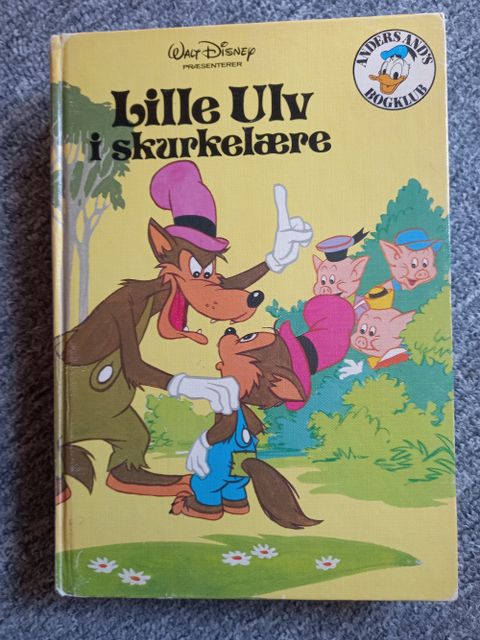 WALT DISNEY
PRÆSENTERER
ANDERS AND'S
BOGKLUB
Lille Ulv
i skurkelære